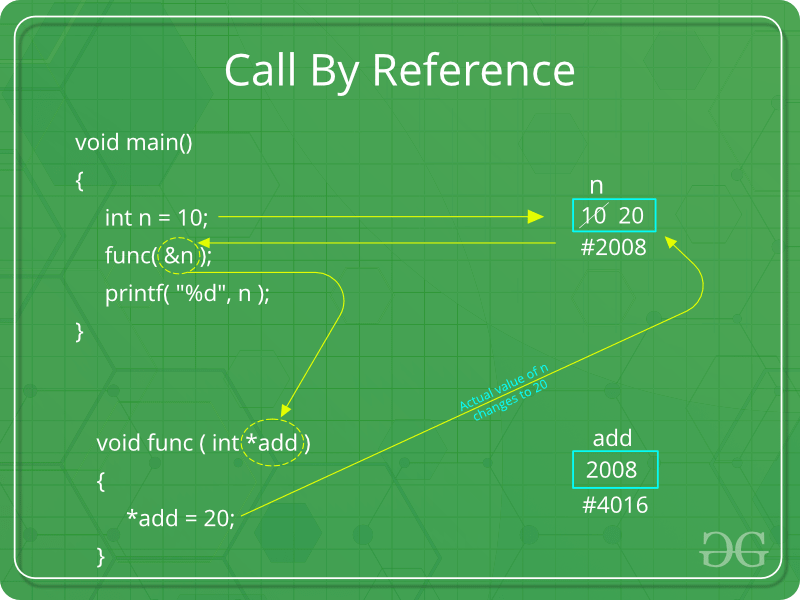 Call By Reference
void main()
{
int n = 10;
func( &n );
printf( "%d", n );
}
n
10 20
#2008
Actual value of n
changes to 20
void func ( int *add )
{
*add = 20;
}
add
2008
#4016